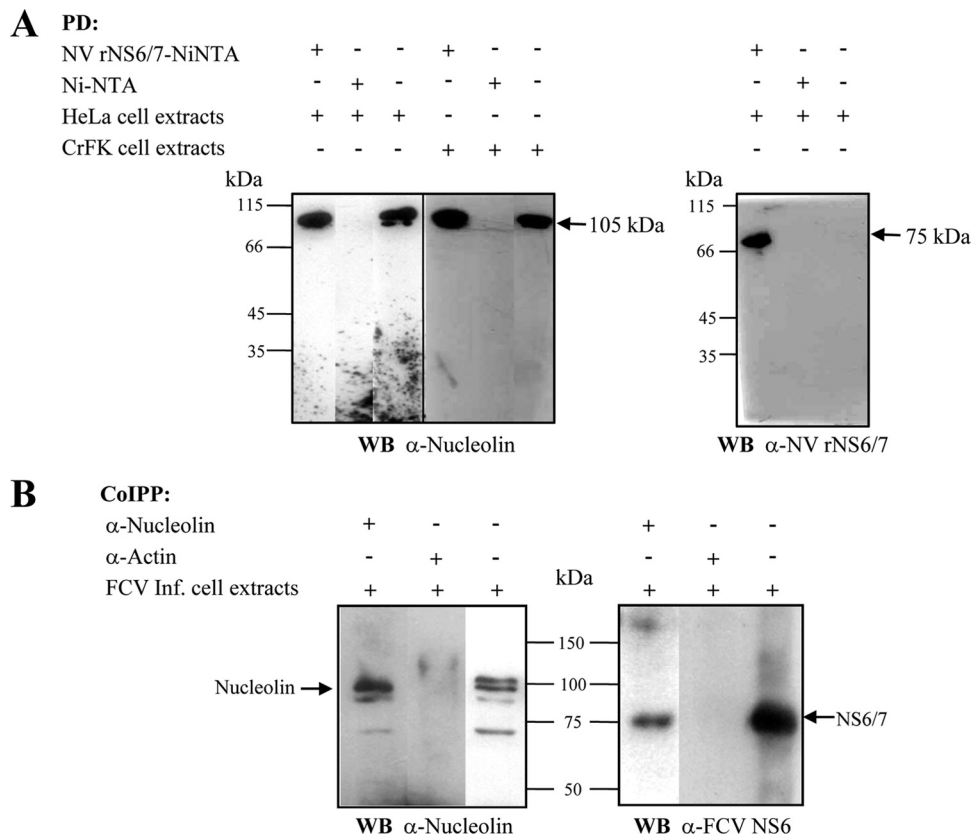 A PD:
NV rNS6/7-NiNTA + - - + - - + - -
Ni-NTA - + - - + - - + -
HeLa cell extracts + + + - - - + + +
CrFK cell extracts - - - + + + - - -
kDa kDa
115 115
105 kDa 75 kDa
66 66
45 45
35 35
WB α-Nucleolin WB α-NV rNS6/7
B CoIPP:
α-Nucleolin + - - + - -
α-Actin - + - - + -
FCV Inf. cell extracts + + + kDa + + +
150
Nucleolin 100
75 NS6/7
50
WB α-Nucleolin WB α-FCV NS6